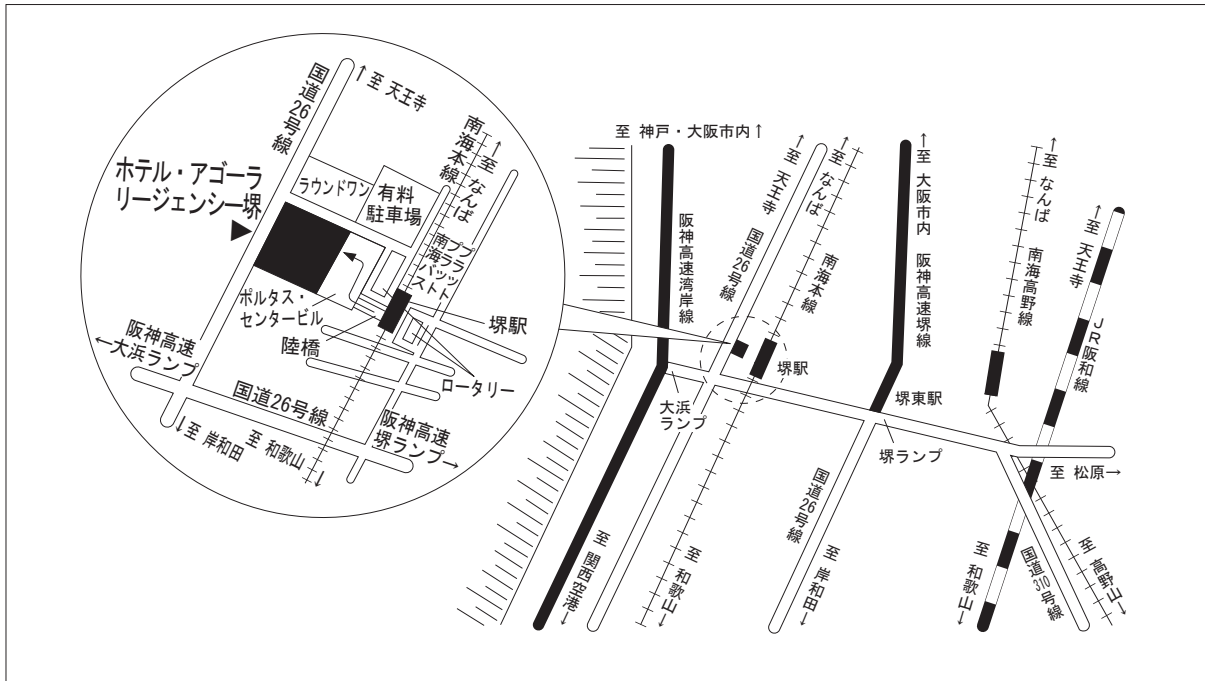 国道26号線
↑至 天王寺
南海本線
↑至 なんば
ホテル・アゴーラ
リージェンシー堺
ラウンドワン
有料
駐車場
プラット
プラッツ
南海バスト
ポルタス・
センタービル
堺駅
陸橋
ロータリー
阪神高速
←大浜ランプ
国道26号線
阪神高速
堺ランプ→
↓至 岸和田
至 和歌山↓
至 神戸・大阪市内↑
阪神高速湾岸線
↑至 天王寺
国道26号線
↑至 なんば
南海本線
↑至 大阪市内
阪神高速堺線
↑至 なんば
南海高野線
↑至 天王寺
JR阪和線
堺駅
大浜
ランプ
堺東駅
堺ランプ
至 松原→
至 関西空港↓
至 和歌山↓
国道26号線
至 岸和田↓
至 和歌山↓
国道310号線
至 高野山↓